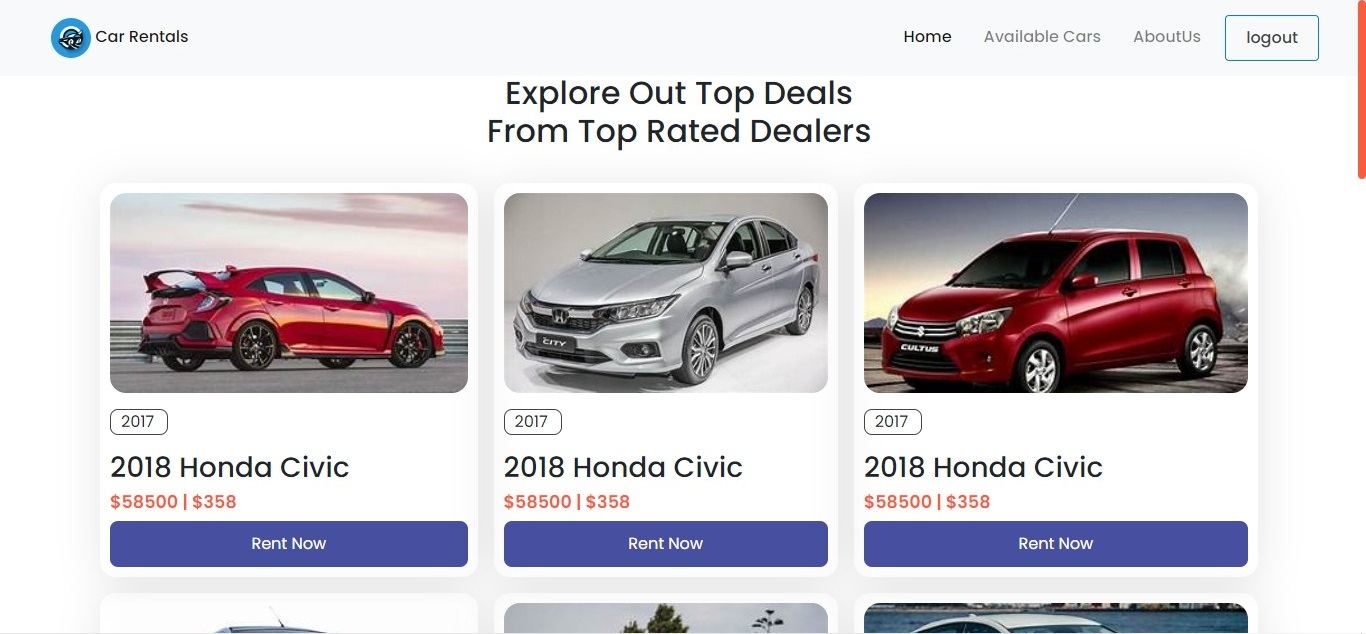 Car Rentals
Home
Available Cars
AboutUs
logout
Explore Out Top Deals
From Top Rated Dealers
CITY
CULTUS
2017
2017
2017
2018 Honda Civic
2018 Honda Civic
2018 Honda Civic
$58500 | $358
$58500 | $358
$58500 | $358
Rent Now
Rent Now
Rent Now